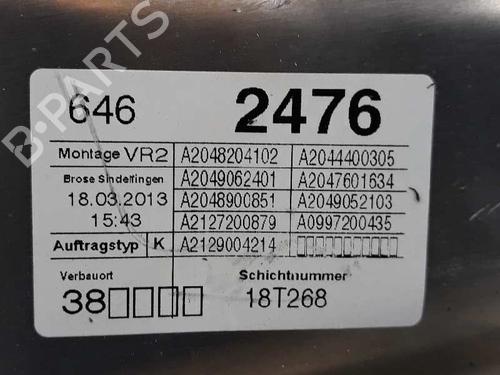 646 2476
Montage VR2 A2048204102 A2044400305
Brose Sindelfingen A2049062401 A2047601634
18.03.2013 A2048900851 A2049052103
15:43 A2127200879 A0997200435
Auftragstyp K A2129004214 □□□□□□□□□□□
Verbauort Schichtnummer
38□□□□ 18T268
B-PARTS